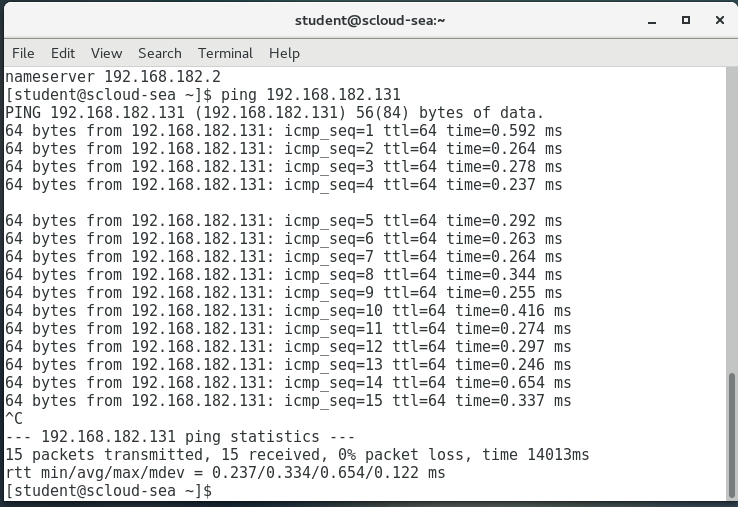 student@scloud-sea:~
File Edit View Search Terminal Help
nameserver 192.168.182.2
[student@scloud-sea ~]$ ping 192.168.182.131
PING 192.168.182.131 (192.168.182.131) 56(84) bytes of data.
64 bytes from 192.168.182.131: icmp_seq=1 ttl=64 time=0.592 ms
64 bytes from 192.168.182.131: icmp_seq=2 ttl=64 time=0.264 ms
64 bytes from 192.168.182.131: icmp_seq=3 ttl=64 time=0.278 ms
64 bytes from 192.168.182.131: icmp_seq=4 ttl=64 time=0.237 ms
64 bytes from 192.168.182.131: icmp_seq=5 ttl=64 time=0.292 ms
64 bytes from 192.168.182.131: icmp_seq=6 ttl=64 time=0.263 ms
64 bytes from 192.168.182.131: icmp_seq=7 ttl=64 time=0.264 ms
64 bytes from 192.168.182.131: icmp_seq=8 ttl=64 time=0.344 ms
64 bytes from 192.168.182.131: icmp_seq=9 ttl=64 time=0.255 ms
64 bytes from 192.168.182.131: icmp_seq=10 ttl=64 time=0.416 ms
64 bytes from 192.168.182.131: icmp_seq=11 ttl=64 time=0.274 ms
64 bytes from 192.168.182.131: icmp_seq=12 ttl=64 time=0.297 ms
64 bytes from 192.168.182.131: icmp_seq=13 ttl=64 time=0.246 ms
64 bytes from 192.168.182.131: icmp_seq=14 ttl=64 time=0.654 ms
64 bytes from 192.168.182.131: icmp_seq=15 ttl=64 time=0.337 ms
^C
--- 192.168.182.131 ping statistics ---
15 packets transmitted, 15 received, 0% packet loss, time 14013ms
rtt min/avg/max/mdev = 0.237/0.334/0.654/0.122 ms
[student@scloud-sea ~]$